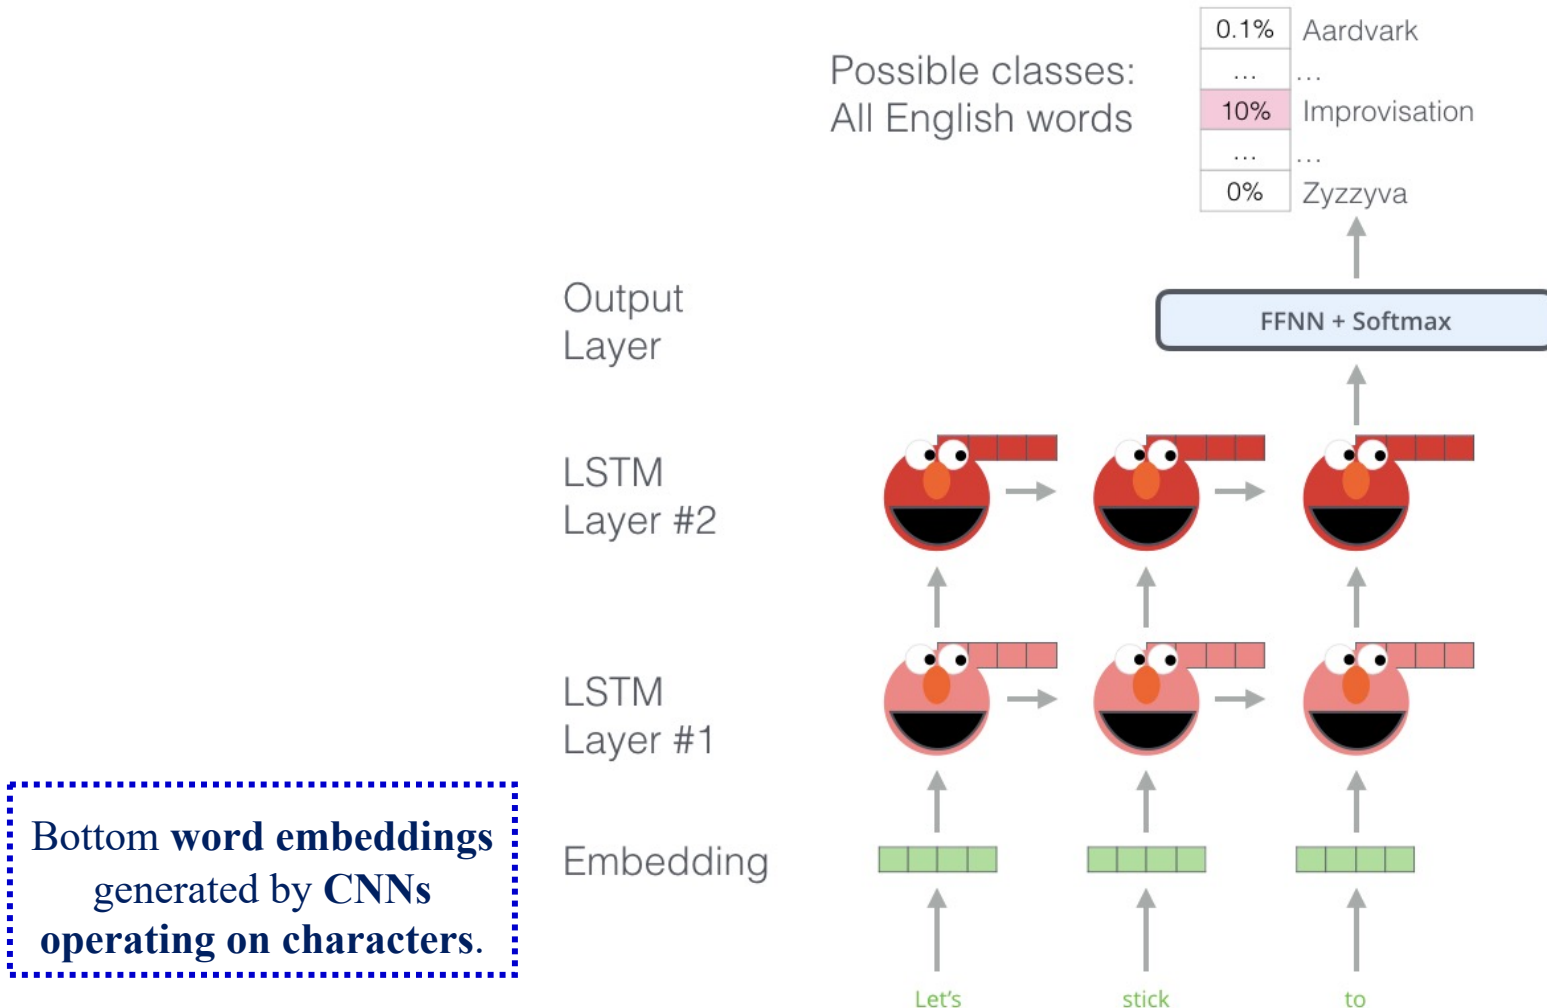 0.1% Aardvark
Possible classes:
... ...
All English words
10% Improvisation
... ...
0% Zyzzyva
Output
Layer
FFNN + Softmax
LSTM
Layer #2
LSTM
Layer #1
Bottom word embeddings
generated by CNNs
operating on characters.
Embedding
Let's stick to